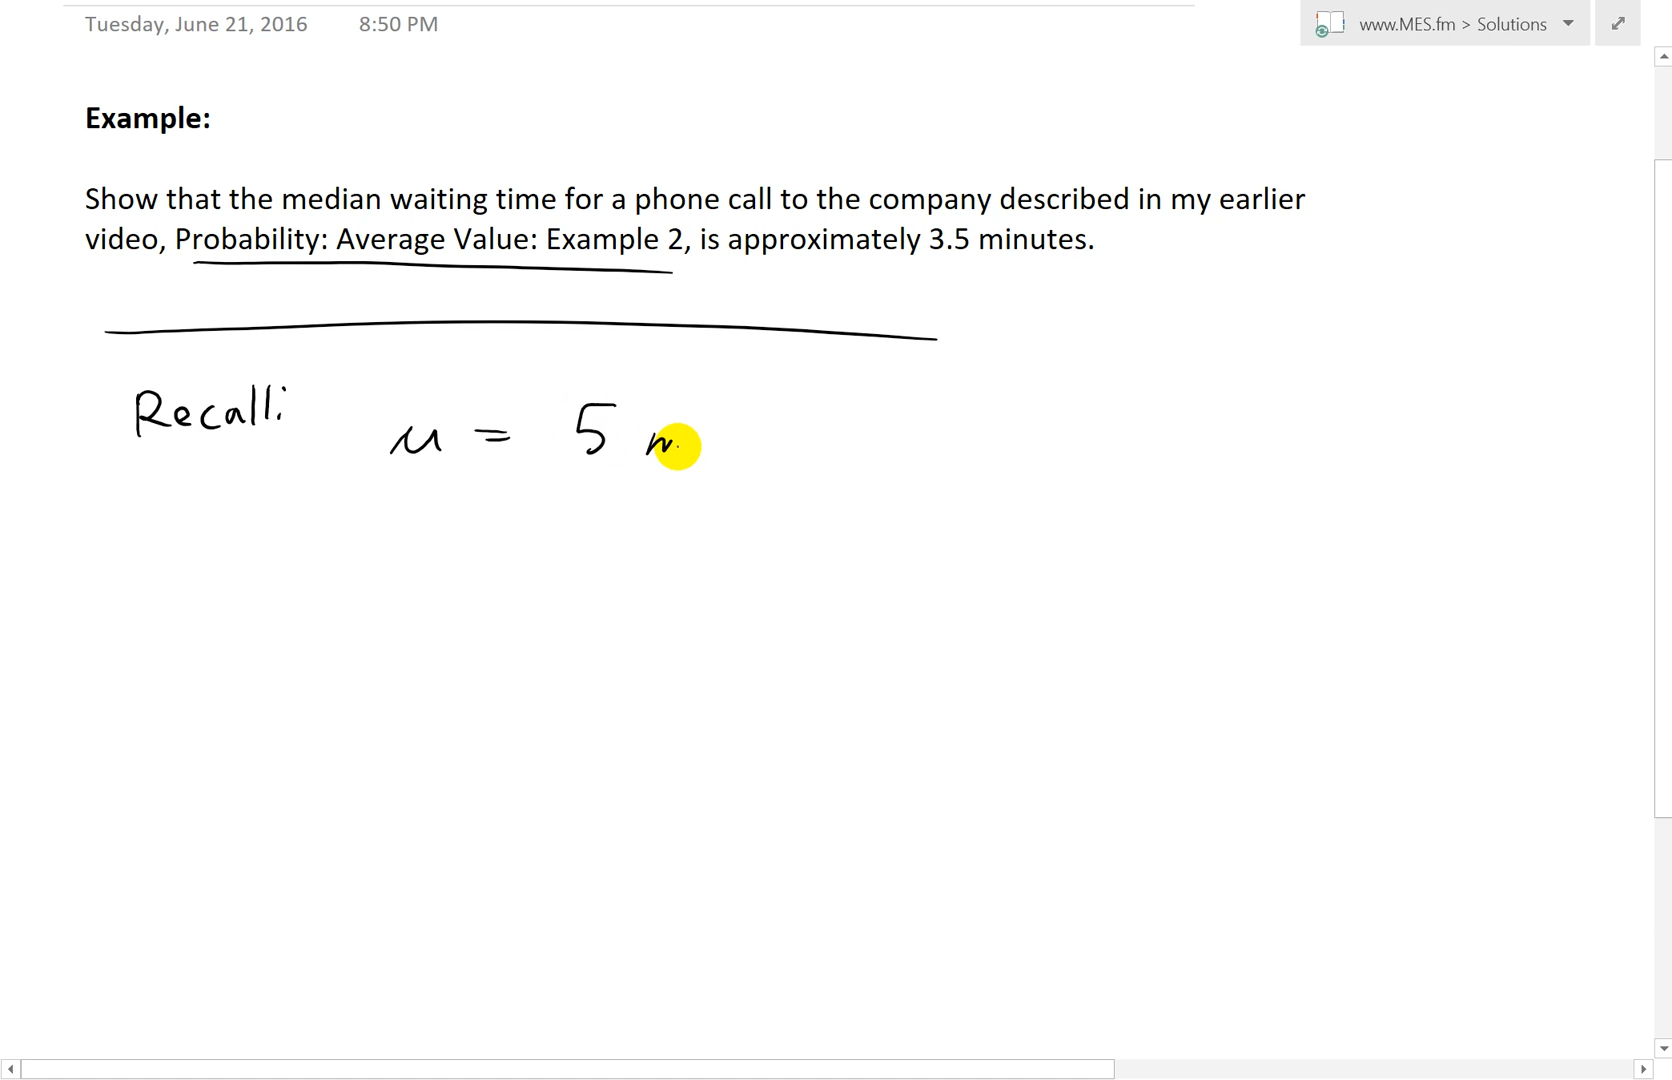 Tuesday, June 21, 2016 8:50 PM
www.MES.fm > Solutions
Example:
Show that the median waiting time for a phone call to the company described in my earlier
video, Probability: Average Value: Example 2, is approximately 3.5 minutes.
Recall:
μ = 5